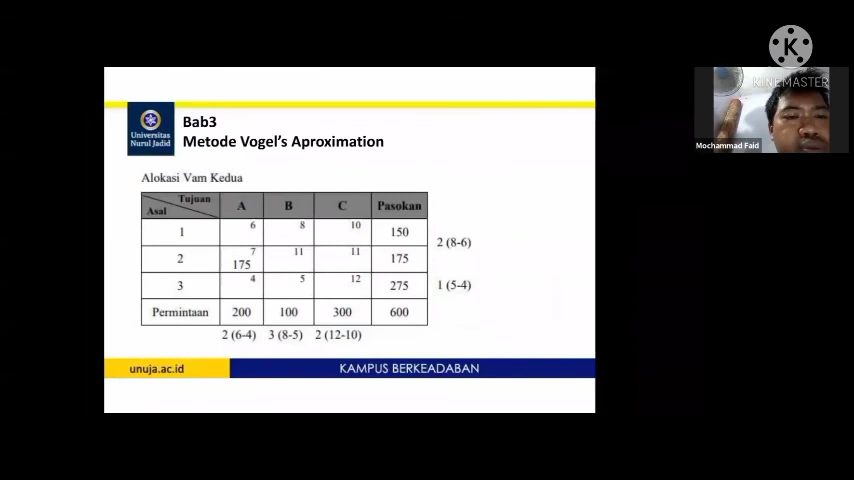 K
KINEMASTER
Mochammad Faid
Universitas
Nurul Jadid
Bab3
Metode Vogel's Aproximation
Alokasi Vam Kedua
Tujuan
Asal
A B C Pasokan
1 6 8 10 150
2 (8-6)
2 7 175 11 11 175
3 4 5 12 275
1 (5-4)
Permintaan 200 100 300 600
2 (6-4) 3 (8-5) 2 (12-10)
unuja.ac.id
KAMPUS BERKEADABAN